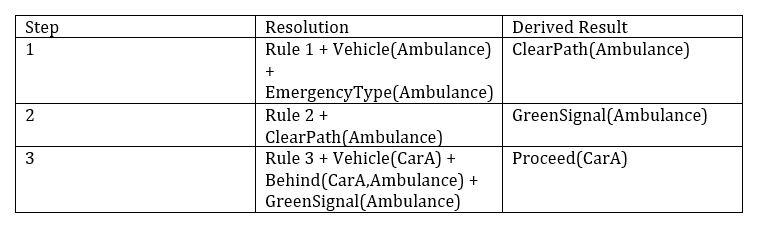 Step Resolution Derived Result
1 Rule 1 + Vehicle(Ambulance) ClearPath(Ambulance)
+
EmergencyType(Ambulance)
2 Rule 2 + GreenSignal(Ambulance)
ClearPath(Ambulance)
3 Rule 3 + Vehicle(CarA) + Proceed(CarA)
Behind(CarA,Ambulance) +
GreenSignal(Ambulance)